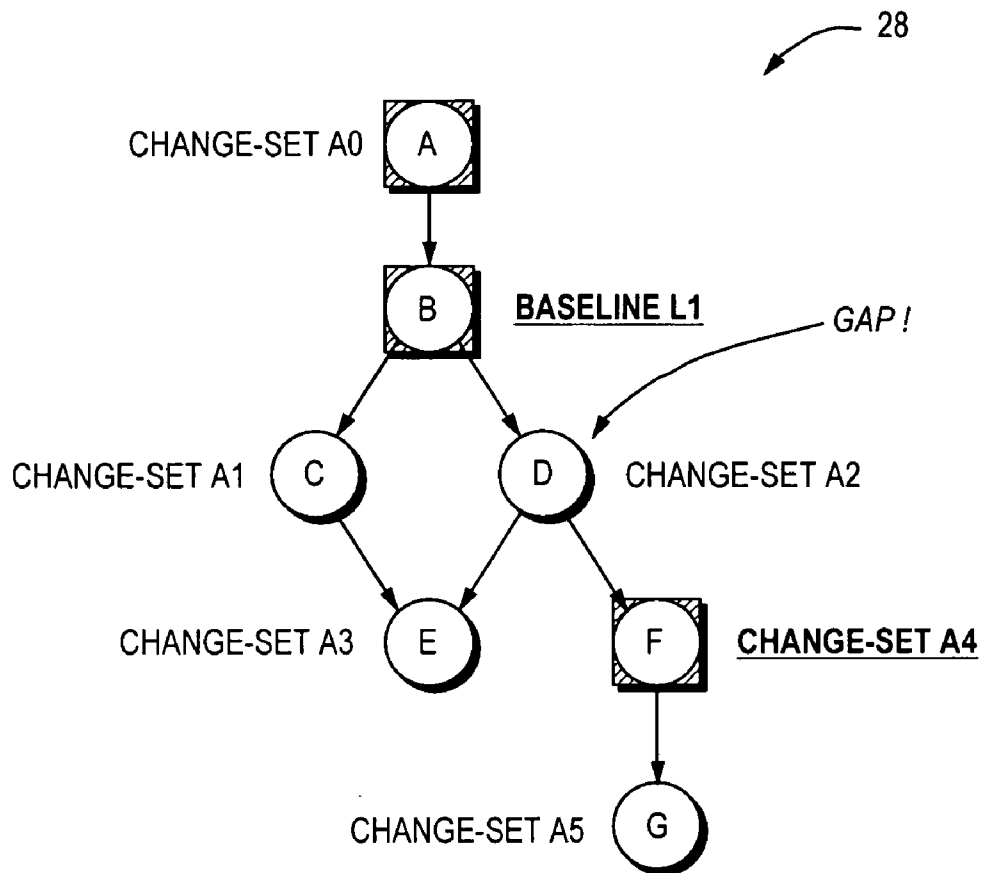 28
CHANGE-SET A0
A
B
BASELINE L1
GAP !
CHANGE-SET A1
C
D
CHANGE-SET A2
CHANGE-SET A3
E
F
CHANGE-SET A4
CHANGE-SET A5
G